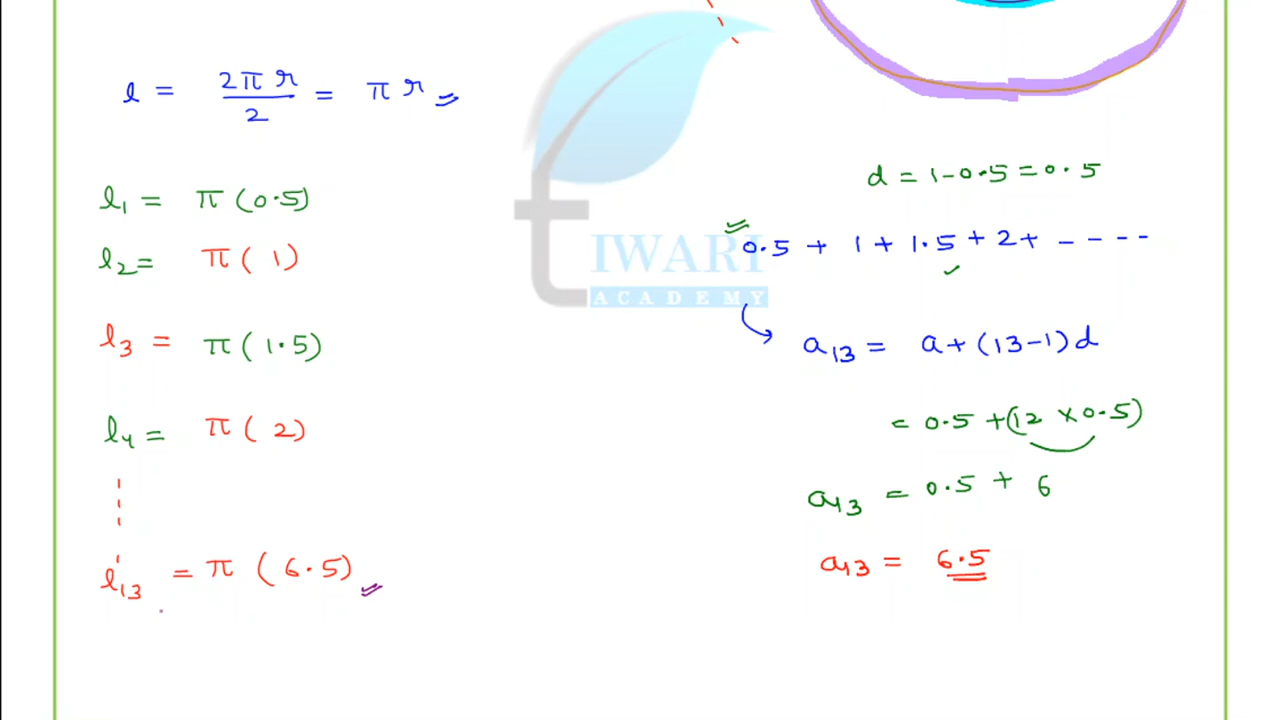 l = 2πr/2 = πr
l₁ = π(0.5)
l₂ = π(1)
l₃ = π(1.5)
l₄ = π(2)
l₁₃ = π(6.5)
d = 1-0.5 = 0.5
0.5 + 1 + 1.5 + 2 + ----
a₁₃ = a+(13-1)d
= 0.5 +(12 ×0.5)
a₁₃ = 0.5 + 6
a₁₃ = 6.5
tIWARI
ACADEMY